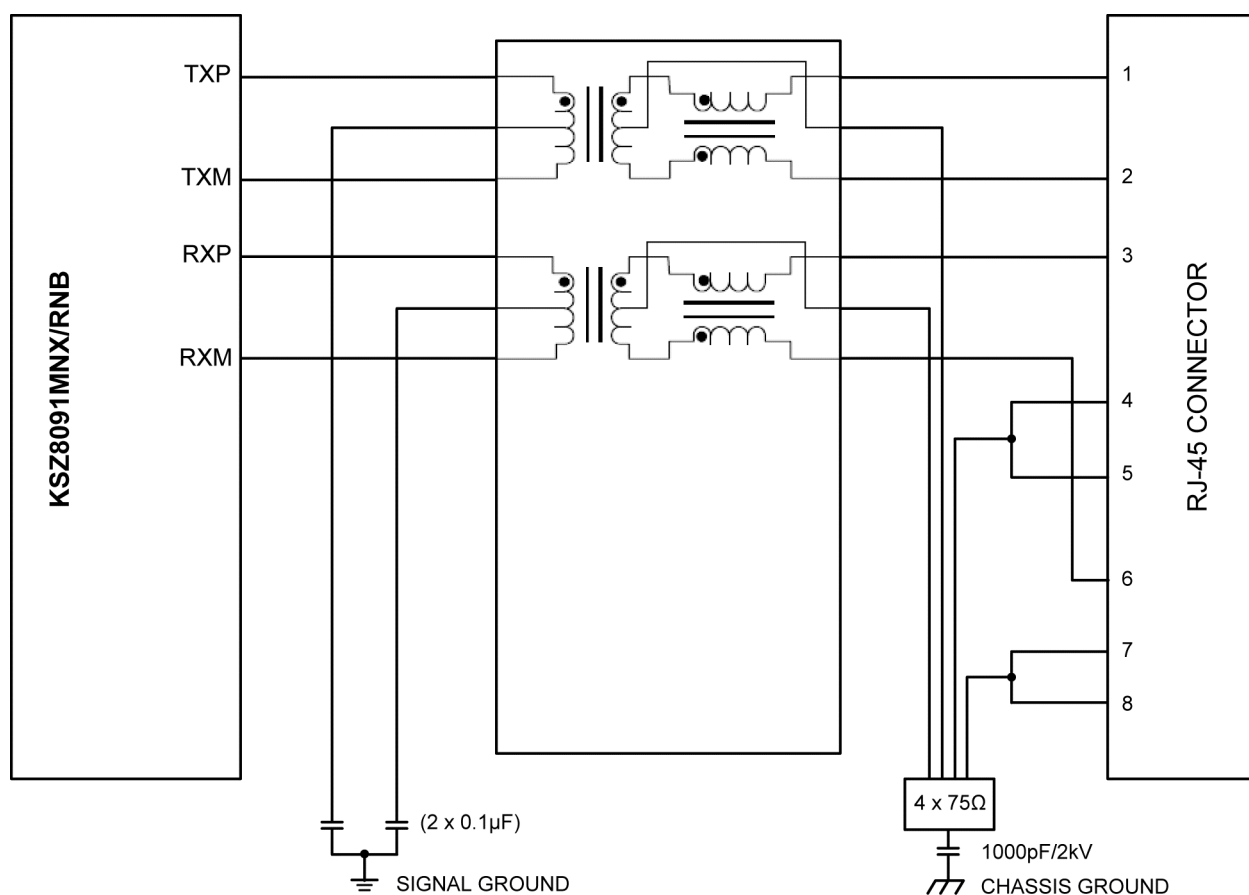 KSZ8091MNX/RNB
TXP
TXM
RXP
RXM
1
2
3
4
5
6
7
8
RJ-45 CONNECTOR
(2 x 0.1µF)
SIGNAL GROUND
4 x 75Ω
1000pF/2kV
CHASSIS GROUND